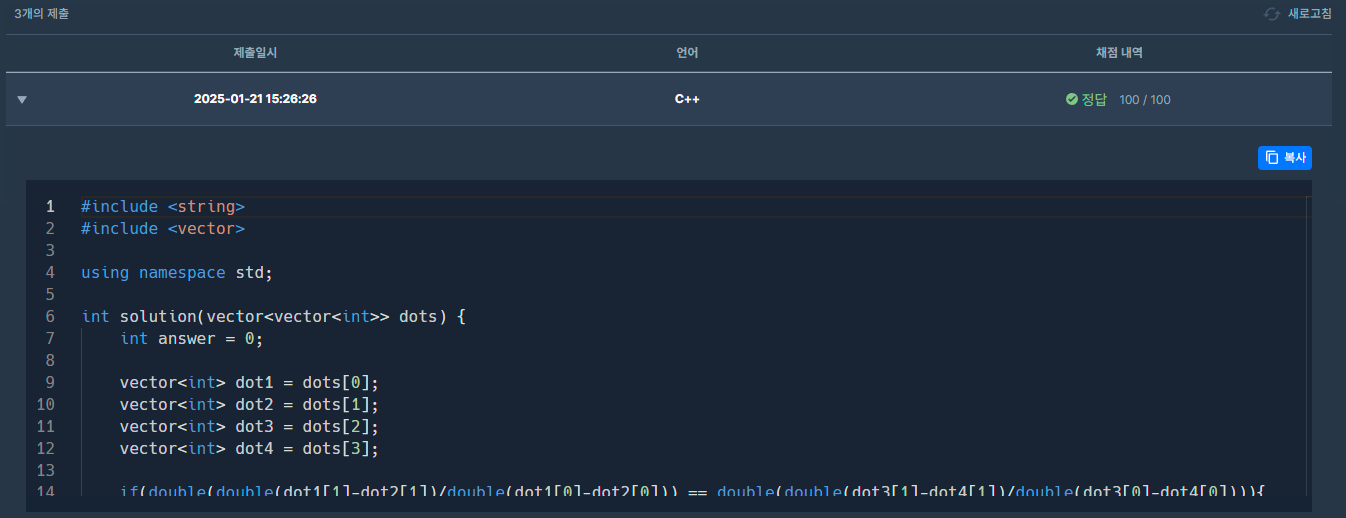 3개의 제출
새로고침
제출일시 언어 채점 내역
2025-01-21 15:26:26 C++ 정답 100 / 100
복사
1 #include <string>
2 #include <vector>
3
4 using namespace std;
5
6 int solution(vector<vector<int>> dots) {
7 int answer = 0;
8
9 vector<int> dot1 = dots[0];
10 vector<int> dot2 = dots[1];
11 vector<int> dot3 = dots[2];
12 vector<int> dot4 = dots[3];
13
14 if(double(double(dot1[1]-dot2[1])/double(dot1[0]-dot2[0])) == double(double(dot3[1]-dot4[1])/double(dot3[0]-dot4[0]))){